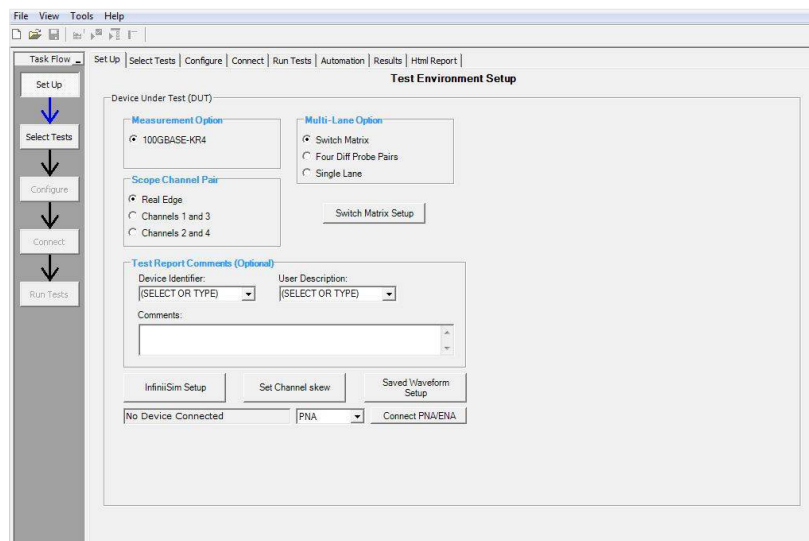 File View Tools Help
Task Flow
Set Up Select Tests Configure Connect Run Tests Automation Results Html Report
Set Up
Select Tests
Configure
Connect
Run Tests
Test Environment Setup
Device Under Test (DUT)
Measurement Option
100GBASE-KR4
Multi-Lane Option
Switch Matrix
Four Diff Probe Pairs
Single Lane
Scope Channel Pair
Real Edge
Channels 1 and 3
Channels 2 and 4
Switch Matrix Setup
Test Report Comments (Optional)
Device Identifier: User Description:
(SELECT OR TYPE) (SELECT OR TYPE)
Comments:
InfiniiSim Setup Set Channel skew Saved Waveform
Setup
No Device Connected PNA Connect PNA/ENA